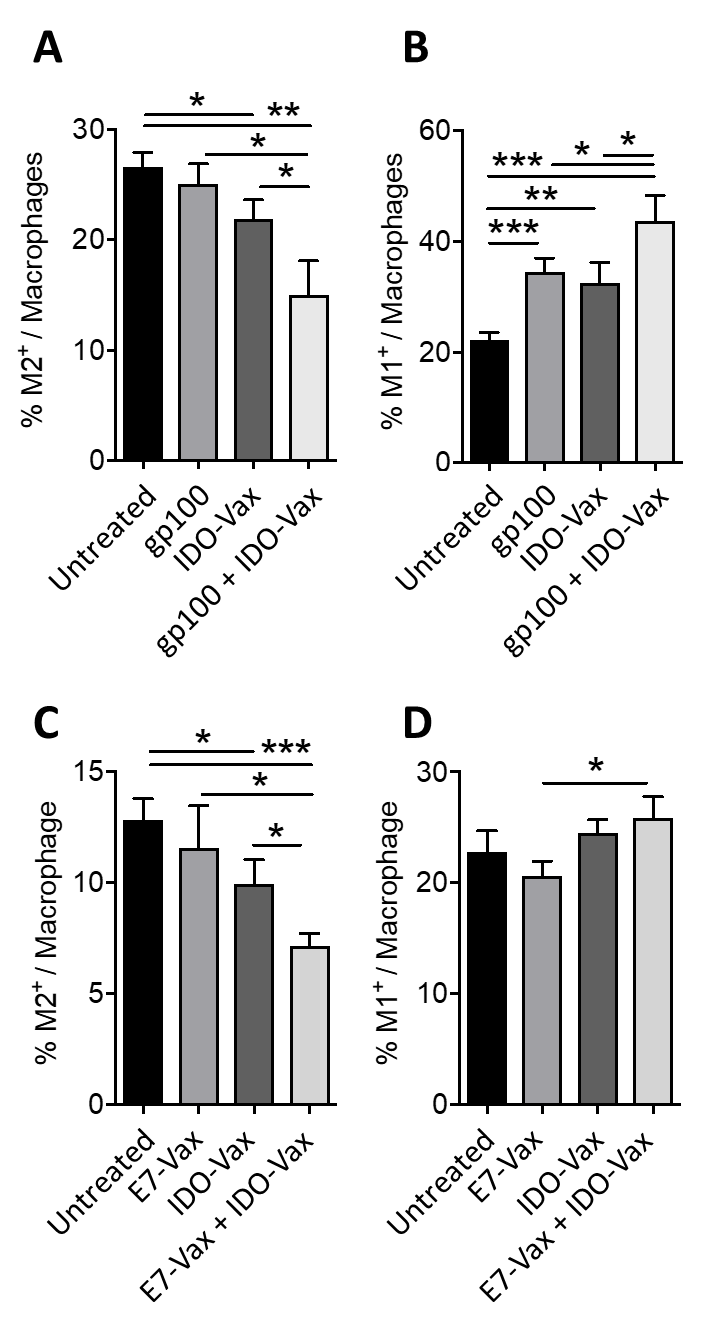 A
B
*
**
*
*
30
20
10
0
% M2⁺ / Macrophages
Untreated
gp100
IDO-Vax
gp100 + IDO-Vax
*
*
***
**
***
60
40
20
0
% M1⁺ / Macrophages
Untreated
gp100
IDO-Vax
gp100 + IDO-Vax
C
D
*
***
*
*
15
10
5
0
% M2⁺ / Macrophage
Untreated
E7-Vax
IDO-Vax
E7-Vax + IDO-Vax
*
30
20
10
0
% M1⁺ / Macrophage
Untreated
E7-Vax
IDO-Vax
E7-Vax + IDO-Vax